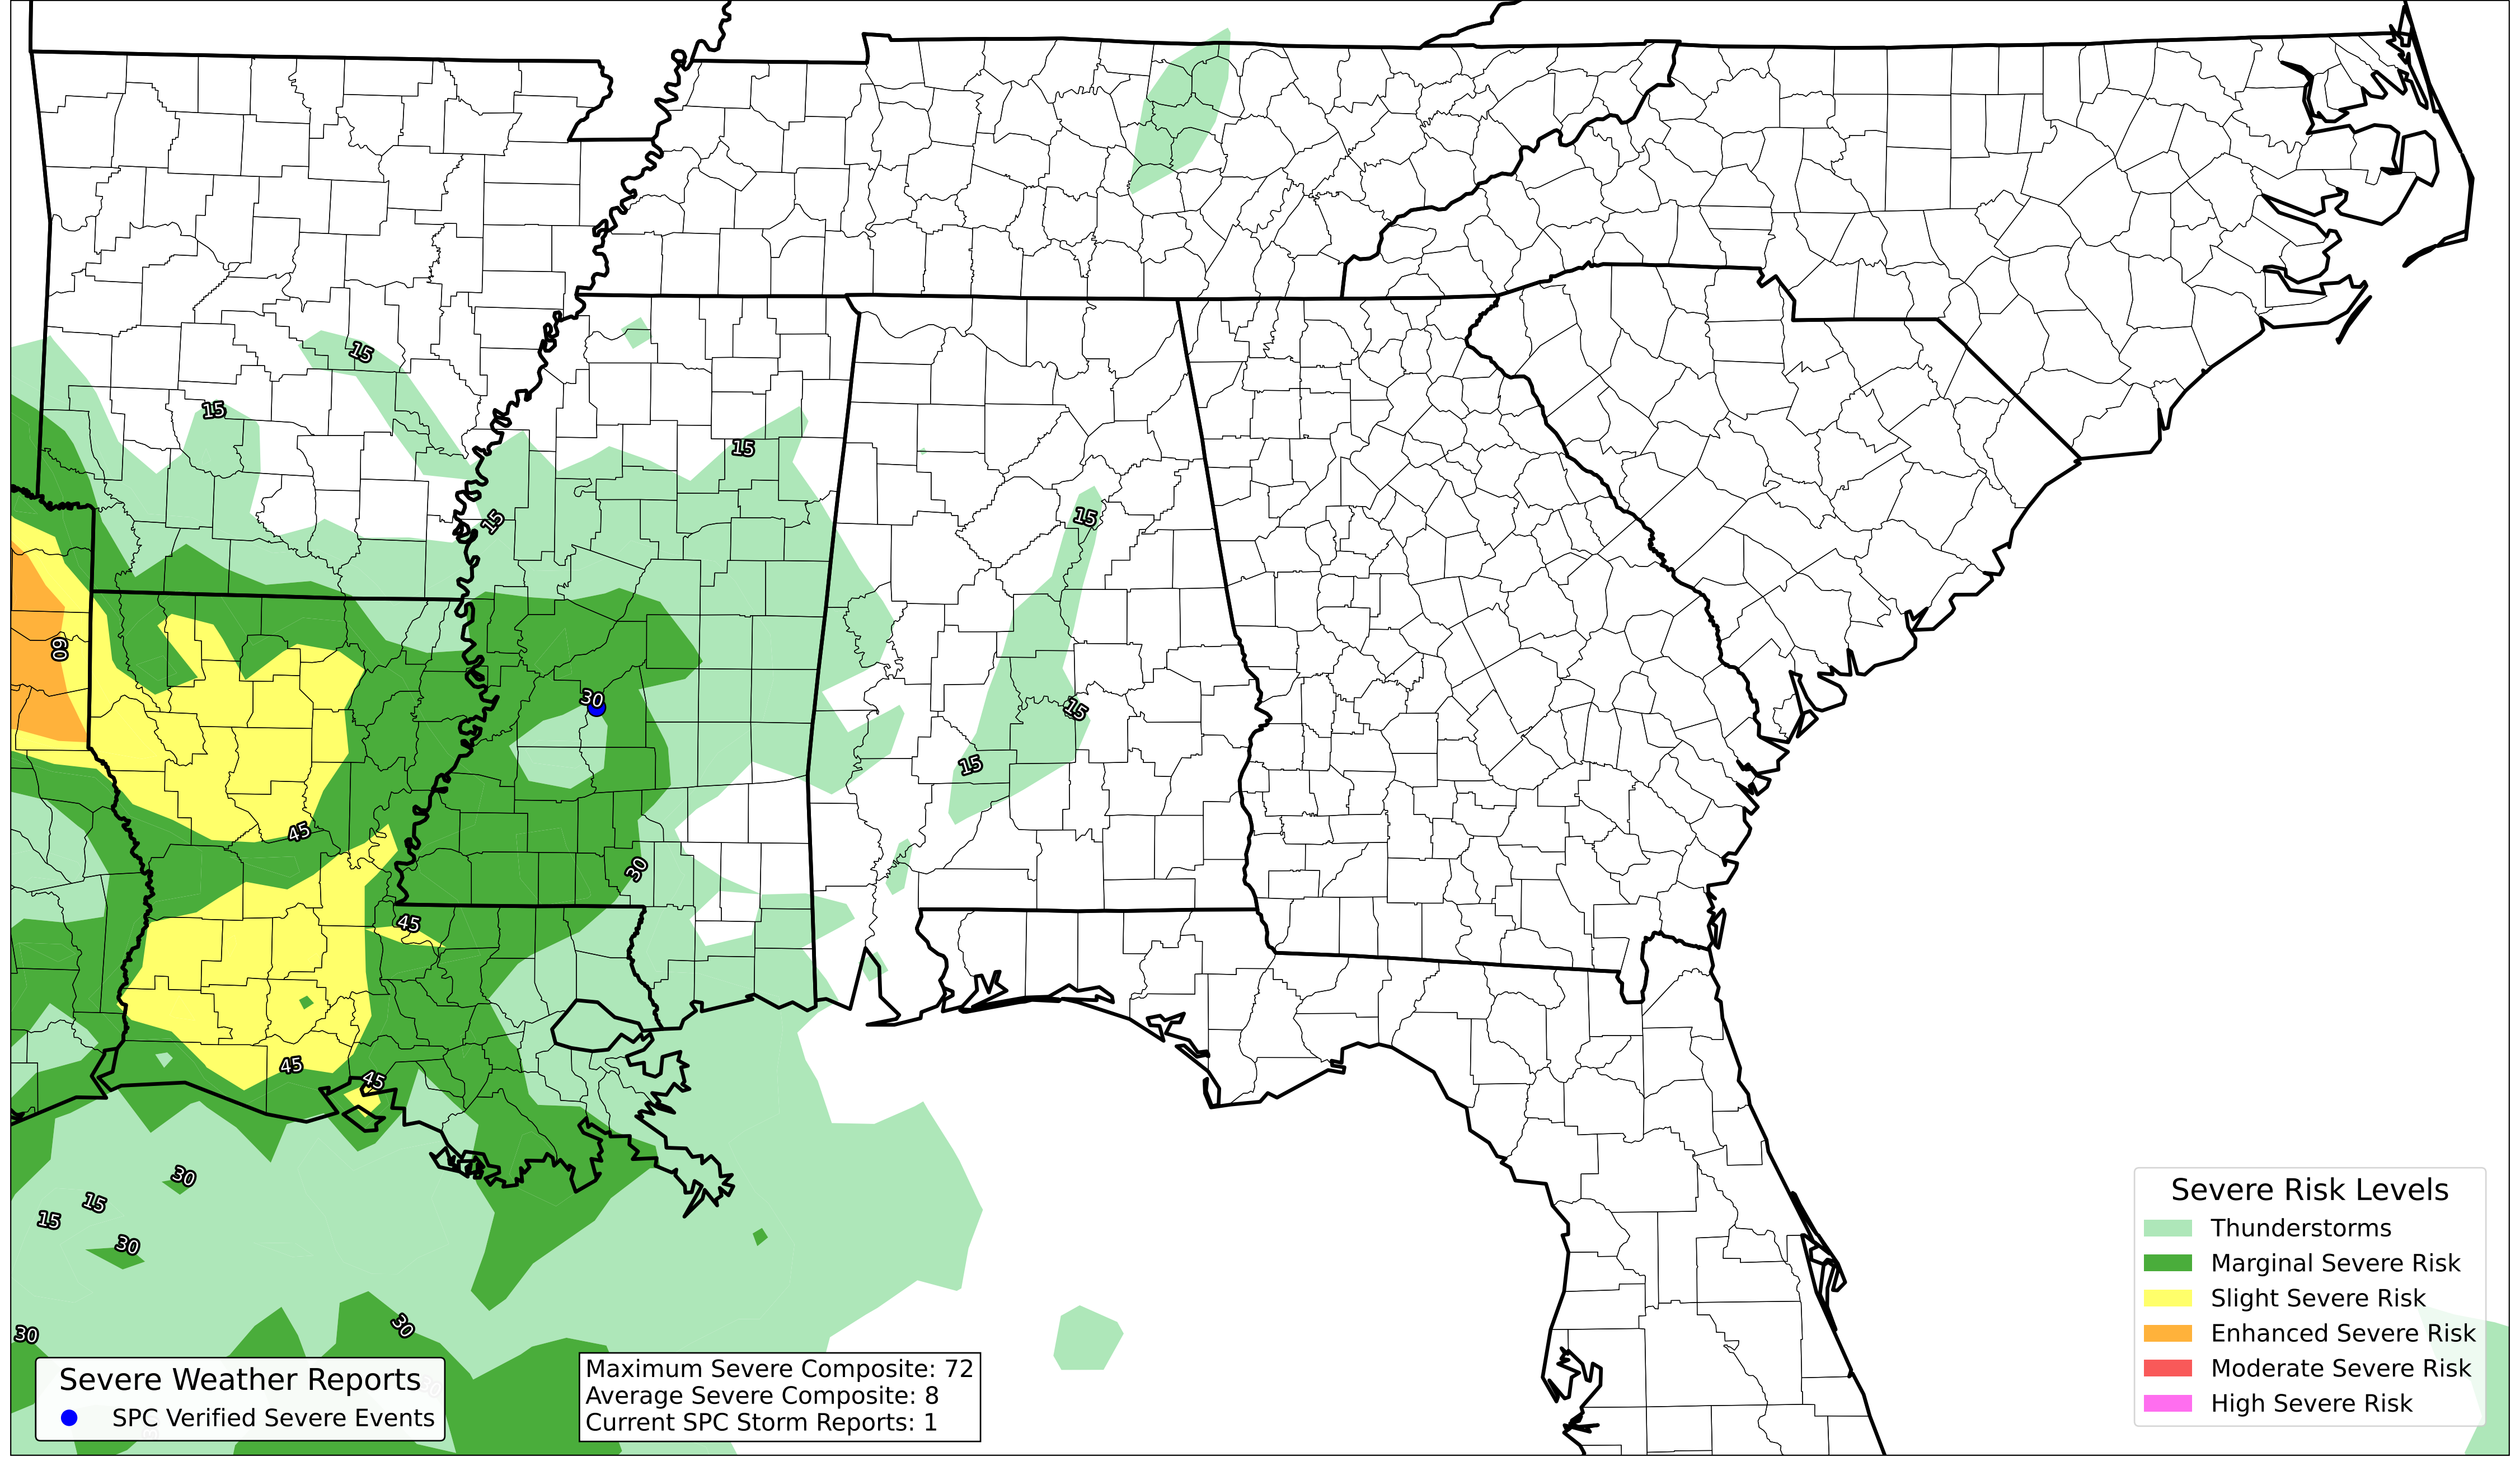 15
15
15
15
15
60
30
15
15
45
30
45
45
45
30
15
15
30
30
30
Severe Weather Reports
SPC Verified Severe Events
Maximum Severe Composite: 72
Average Severe Composite: 8
Current SPC Storm Reports: 1
Severe Risk Levels
Thunderstorms
Marginal Severe Risk
Slight Severe Risk
Enhanced Severe Risk
Moderate Severe Risk
High Severe Risk